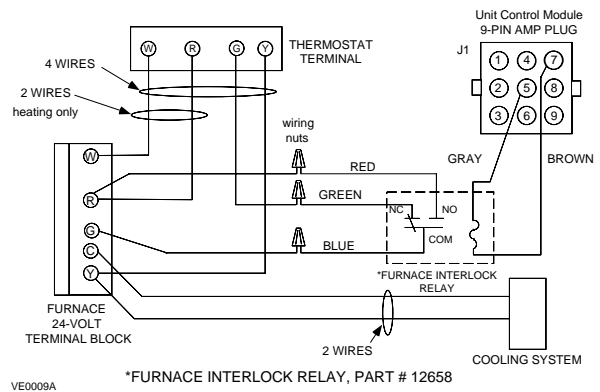 Unit Control Module
9-PIN AMP PLUG
J1
1 4 7
2 5 8
3 6 9
W R G Y
THERMOSTAT
TERMINAL
4 WIRES
2 WIRES
heating only
wiring
nuts
W
R
G
C
Y
RED
GREEN
BLUE
GRAY
BROWN
NC
NO
COM
*FURNACE INTERLOCK
RELAY
FURNACE
24-VOLT
TERMINAL BLOCK
2 WIRES
COOLING SYSTEM
*FURNACE INTERLOCK RELAY, PART # 12658
VE0009A